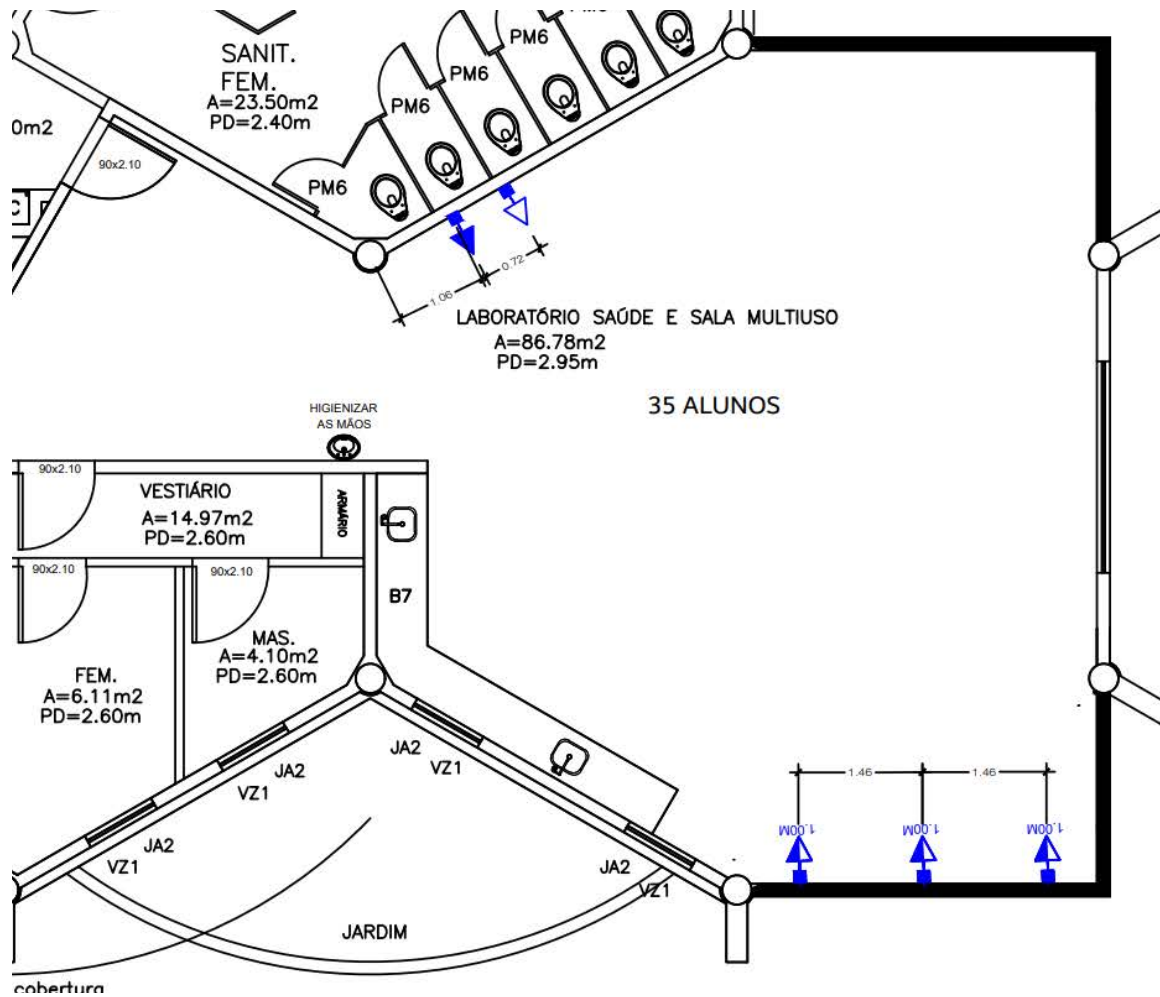 SANIT.
FEM.
A=23.50m2
PD=2.40m
PM6
PM6
PM6
PM6
0m2
90x2.10
C
1.06
0.72
LABORATÓRIO SAÚDE E SALA MULTIUSO
A=86.78m2
PD=2.95m
35 ALUNOS
HIGIENIZAR
AS MÃOS
90x2.10
VESTIÁRIO
A=14.97m2
PD=2.60m
ARMÁRIO
90x2.10
90x2.10
B7
MAS.
A=4.10m2
PD=2.60m
FEM.
A=6.11m2
PD=2.60m
JA2
VZ1
JA2
VZ1
JA2
VZ1
JA2
VZ1
1.46
1.46
1.00M
1.00M
1.00M
JARDIM
cobertura